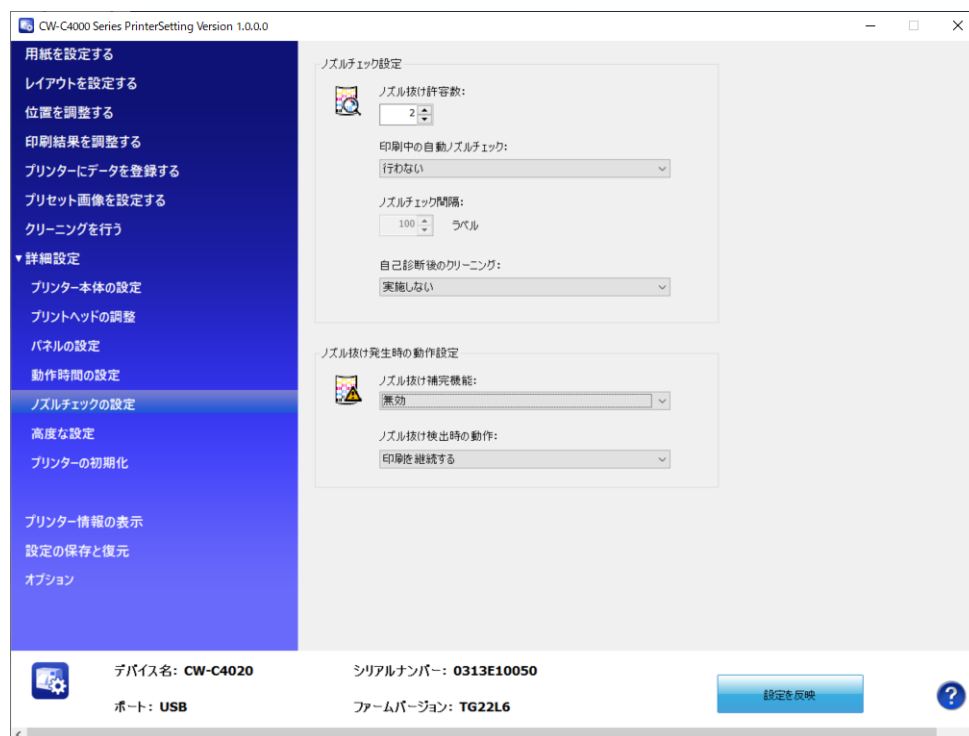 CW-C4000 Series PrinterSetting Version 1.0.0.0
用紙を設定する
レイアウトを設定する
位置を調整する
印刷結果を調整する
プリンターにデータを登録する
プリセット画像を設定する
クリーニングを行う
▼詳細設定
プリンター本体の設定
プリントヘッドの調整
パネルの設定
動作時間の設定
ノズルチェックの設定
高度な設定
プリンターの初期化
プリンター情報の表示
設定の保存と復元
オプション
ノズルチェック設定
ノズル抜け許容数:
2
印刷中の自動ノズルチェック:
行わない
ノズルチェック間隔:
100 ラベル
自己診断後のクリーニング:
実施しない
ノズル抜け発生時の動作設定
ノズル抜け補完機能:
無効
ノズル抜け検出時の動作:
印刷を継続する
デバイス名: CW-C4020
シリアルナンバー: 0313E10050
ポート: USB
ファームバージョン: TG22L6
設定を反映
?